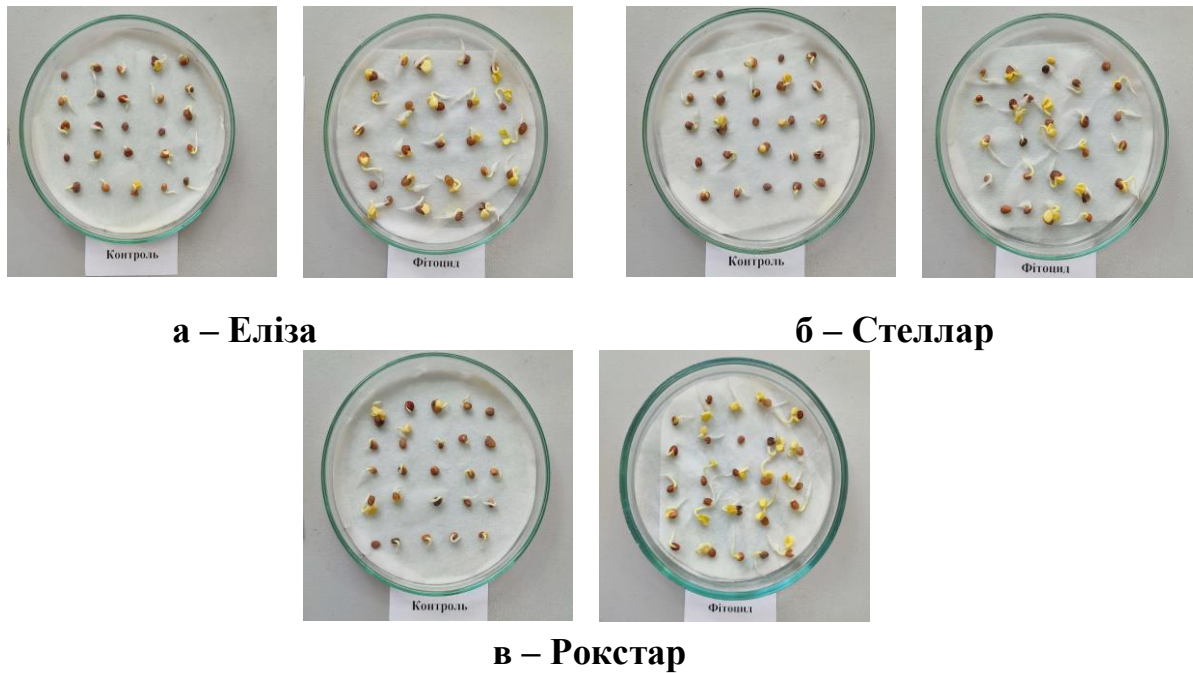 Контроль
Фітоцид
Контроль
Фітоцид
а – Еліза
б – Стеллар
Контроль
Фітоцид
в – Рокстар